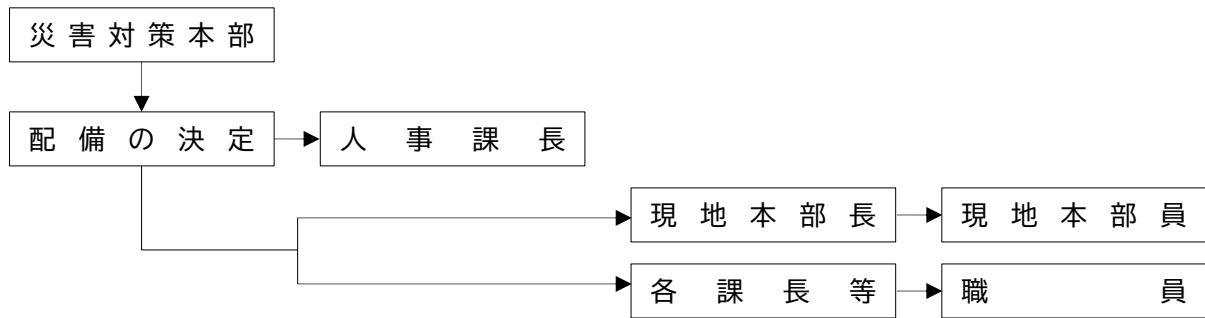 災害対策本部
配備の決定
人事課長
現地本部長
現地本部員
各課長等
職員